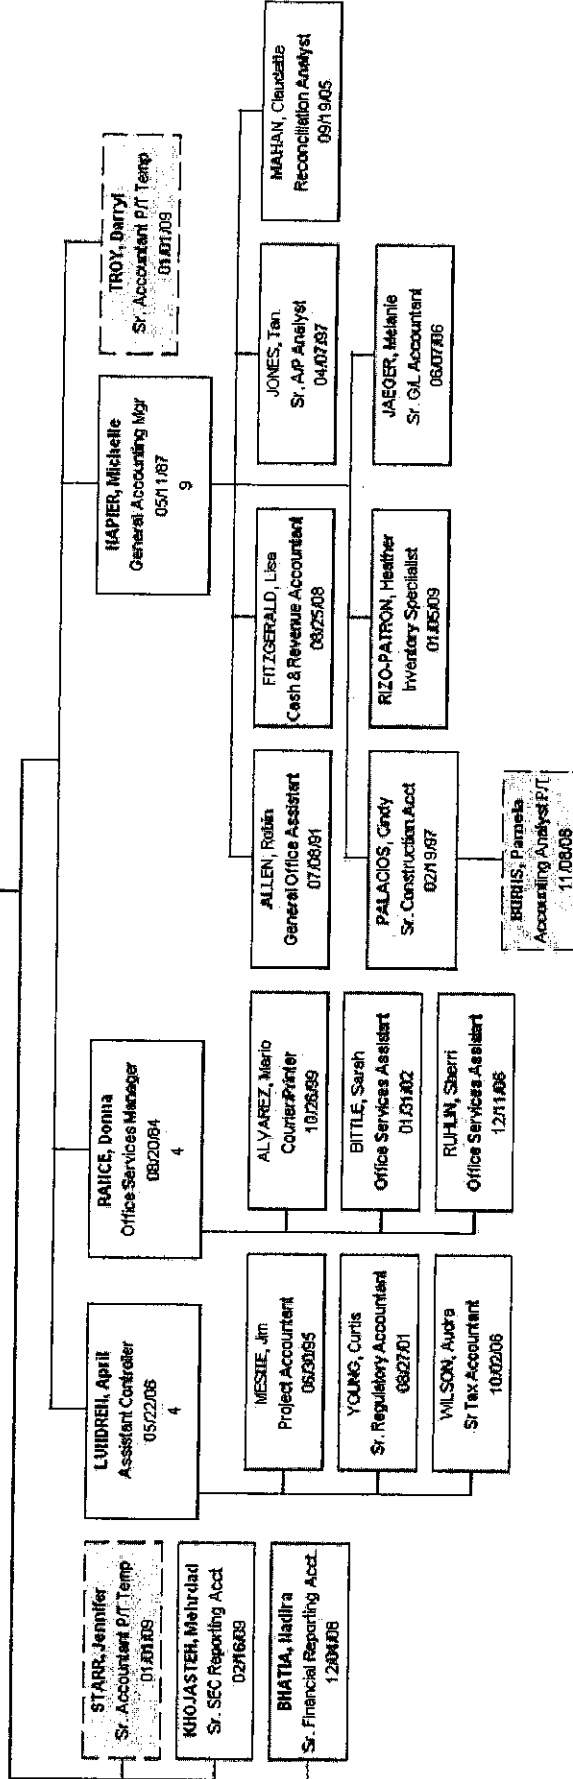 STARR, Jennifer
Sr. Accountant P/T Temp
01/01/09
KHOJASTEH, Mehrdad
Sr. SEC Reporting Acct
02/16/09
BHATIA, Nadira
Sr. Financial Reporting Acct.
12/04/08
LUNDREN, April
Assistant Controller
05/22/06
4
MESITE, Jim
Project Accountant
06/30/95
YOUNG, Curtis
Sr. Regulatory Accountant
08/27/01
WILSON, Audra
Sr Tax Accountant
10/02/06
RANCE, Donna
Office Services Manager
08/20/84
4
ALVAREZ, Mario
Courier/Printer
10/26/99
BITTLE, Sarah
Office Services Assistant
01/31/02
RUHLIN, Sherri
Office Services Assistant
12/11/06
NAPIER, Michelle
General Accounting Mgr
05/11/87
9
TROY, Darryl
Sr. Accountant P/T Temp
01/01/09
ALLEN, Robin
General Office Assistant
07/08/91
FITZGERALD, Lisa
Cash & Revenue Accountant
08/25/08
JONES, Tan
Sr. A/P Analyst
04/07/97
MAHAN, Claudette
Reconciliation Analyst
09/19/05
PALACIOS, Cindy
Sr. Construction Acct
02/19/97
RIZO-PATRON, Heather
Inventory Specialist
01/05/09
JAEGER, Melanie
Sr. G/L Accountant
06/07/06
BURNS, Pamela
Accounting Analyst P/T
11/08/08